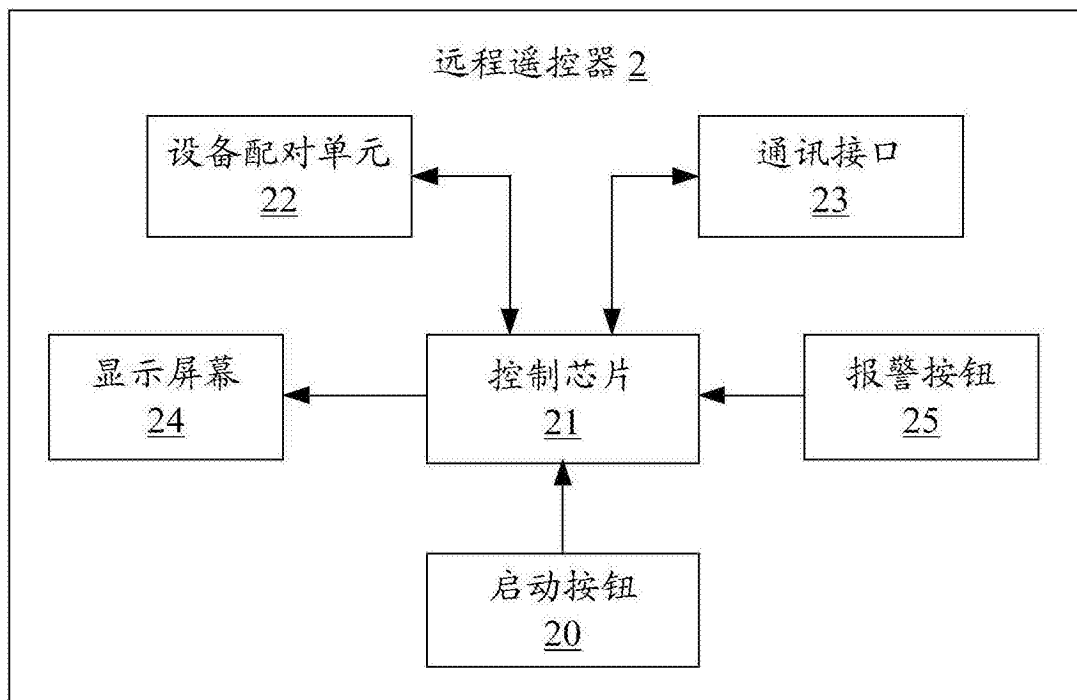 远程遥控器 2
设备配对单元
22
通讯接口
23
显示屏幕
24
控制芯片
21
报警按钮
25
启动按钮
20